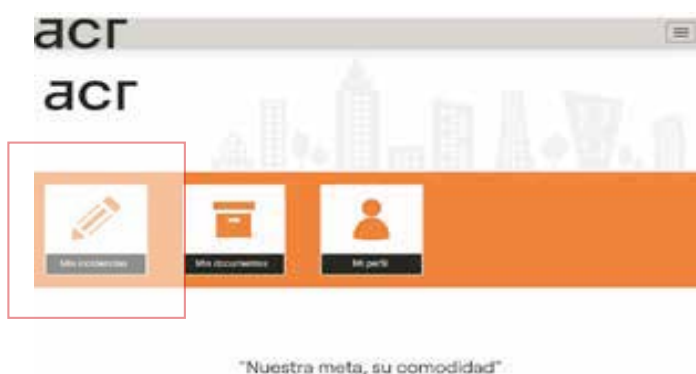 acr
acr
Mis incidencias
Mis documentos
Mi perfil
"Nuestra meta, su comodidad"